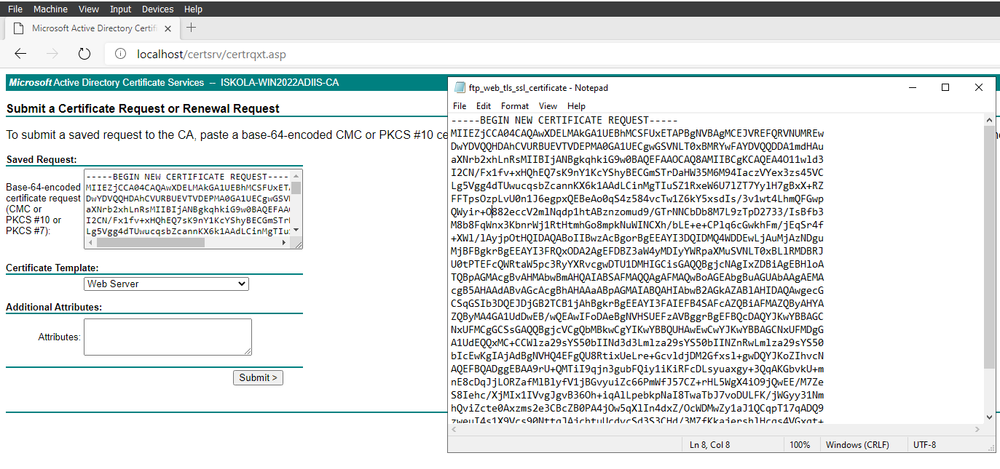 File Machine View Input Devices Help
Microsoft Active Directory Certifi
localhost/certsrv/certrqxt.asp
Microsoft Active Directory Certificate Services -- ISKOLA-WIN2022ADIIS-CA
Submit a Certificate Request or Renewal Request
To submit a saved request to the CA, paste a base-64-encoded CMC or PKCS #10 ce
Saved Request:
Base-64-encoded
certificate request
(CMC or
PKCS #10 or
PKCS #7):
-----BEGIN NEW CERTIFICATE REQUEST----
MIIEZjCCA04CAQAwXDELMAkGA1UEBhMCSFUxET
DwYDVQQHDAhCVURBUEVTVDEPMA0GA1UECgwGSV
aXNrb2xhLnRsMIIBIjANBgkqhkiG9w0BAQEFAA
I2CN/Fx1fv+xHQhEQ7sK9nY1KcYShyBECGmSTr
Lg5Vgg4dTUwucqsbZcannKX6k1AAdLCinMgTIu
Certificate Template:
Web Server
Additional Attributes:
Attributes:
Submit >
ftp_web_tls_ssl_certificate - Notepad
File Edit Format View Help
-----BEGIN NEW CERTIFICATE REQUEST-----
MIIEZjCCA04CAQAwXDELMAkGA1UEBhMCSFUxETAPBgNVBAgMCEJVREFQRVNUMREw
DwYDVQQHDAhCVURBUEVTVDEPMA0GA1UECgwGSVNLT0xBMRYwFAYDVQQDDA1mdHAu
aXNrb2xhLnRsMIIBIjANBgkqhkiG9w0BAQEFAAOCAQ8AMIIBCgKCAQEA4O11wld3
I2CN/Fx1fv+xHQhEQ7sK9nY1KcYShyBECGmSTrDaHW35M6M94IaczVYex3zs45VC
Lg5Vgg4dTUwucqsbZcannKX6k1AAdLCinMgTIuSZ1RxeW6U7lZT7Yyl H7gBxX+RZ
FFTpsOzpLvU0n1J6egpxQEBeAo0qS4z584vcTw1Z6kY5xsdIs/3v1wt4LhmQFGwp
QWyir+O882eccV2mlNqdp1htABznzomud9/GTrNNCbDb8M7L9zTpD2733/IsBfb3
M8b8FqWnx3KbnrWj1RtHtmhGo8mpkNuWINCXh/bLE+e+CPlq6cGwkhFm/jEqSr4f
+XWl/lAyjpOtHQIDAQABoIIBwzAcBgorBgEEAYI3DQIDMQ4WDDEwLjAuMjAzNDgu
MjBFBgkrBgEEAYI3FRQxODA2AgEFDBZ3aW4yMDIyYWRpaXMuSVNLT0xBLlRMDBRJ
U0tPTEFcQWRtaW5pc3RyYXRvcgwDTU1DMHIGCisGAQQBgjcNAgIxZDBiAgEBHloA
TQBpAGMAcgBvAHMAbwBmAHQAIABSAFMAQQAgAFMAQwBoAGEAbgBuAGUAbAAgAEMA
cgB5AHAAdABvAGcAcgBhAHAAaABpAGMAIABQAHIAbwB2AGkAZABlAHIDAQAwgecG
CSqGSIb3DQEJDjGB2TCB1jAhBgkrBgEEAYI3FAIEFB4SAFcAZQBiAFMAZQByAHYA
ZQByMA4GA1UdDwEB/wQEAwIFoDAeBgNVHSUEFzAVBggrBgEFBQcDAQYJKwYBBAGC
NxUFMCgGCSsGAQQBgjcVCgQbMBkwCgYIKwYBBQUHAwEwCwYJKwYBBAGCNxUFMDgG
A1UdEQQxMC+CCWlza29sYS50bIINd3d3Lmlza29sYS50bIINZnRwLmlza29sYS50
bIcEwKgIAjAdBgNVHQ4EFgQU8RtixUeLre+GcvldjDM2Gfxsl+gwDQYJKoZIhvcN
AQEFBQADggEBAA9rU+QMTiI9qjn3gubFQiy1iKiRFcDLsyuaxgy+3QqAKGbvkU+m
nE8cDqJjLORZafMlBlyfV1jBGvyuiZc66PmWfJ57CZ+rHL5WgX4iO9jQwEE/M7Ze
S8Iehc/XjMIx1IVvgJgvB36Oh+iqAlLpebkpNaI8TwaTbJ7voDULFK/jWGyy31Nm
hQviZcte0Axzms2e3CBcZB0PA4jOw5qXlIn4dxZ/OcWDMwZy1aJ1QCqpT17qADQ9
Ln 8, Col 8
100%
Windows (CRLF)
UTF-8